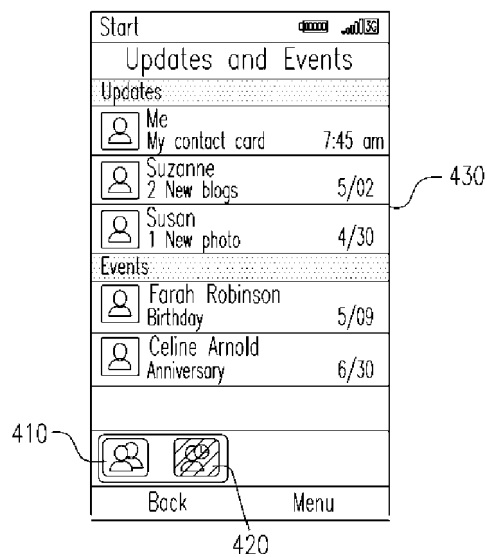 Start 3G
Updates and Events
Updates
Me
My contact card 7:45 am
Suzanne
2 New blogs 5/02
430
Susan
1 New photo 4/30
Events
Farah Robinson
Birthday 5/09
Celine Arnold
Anniversary 6/30
410
Back Menu
420